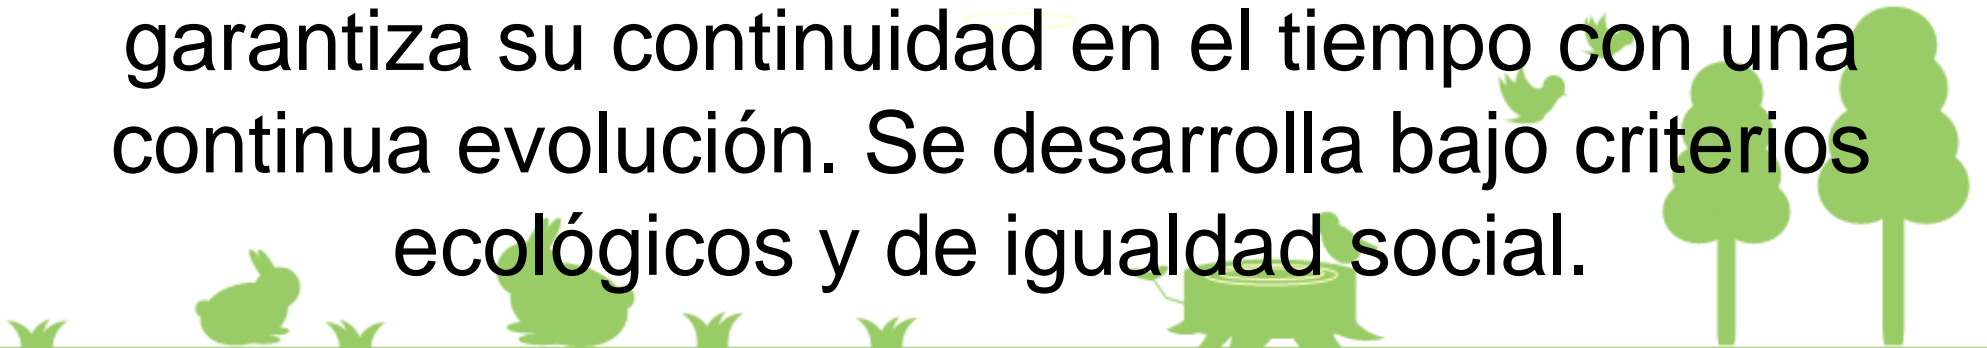 garantiza su continuidad en el tiempo con una
continua evolución. Se desarrolla bajo criterios
ecológicos y de igualdad social.